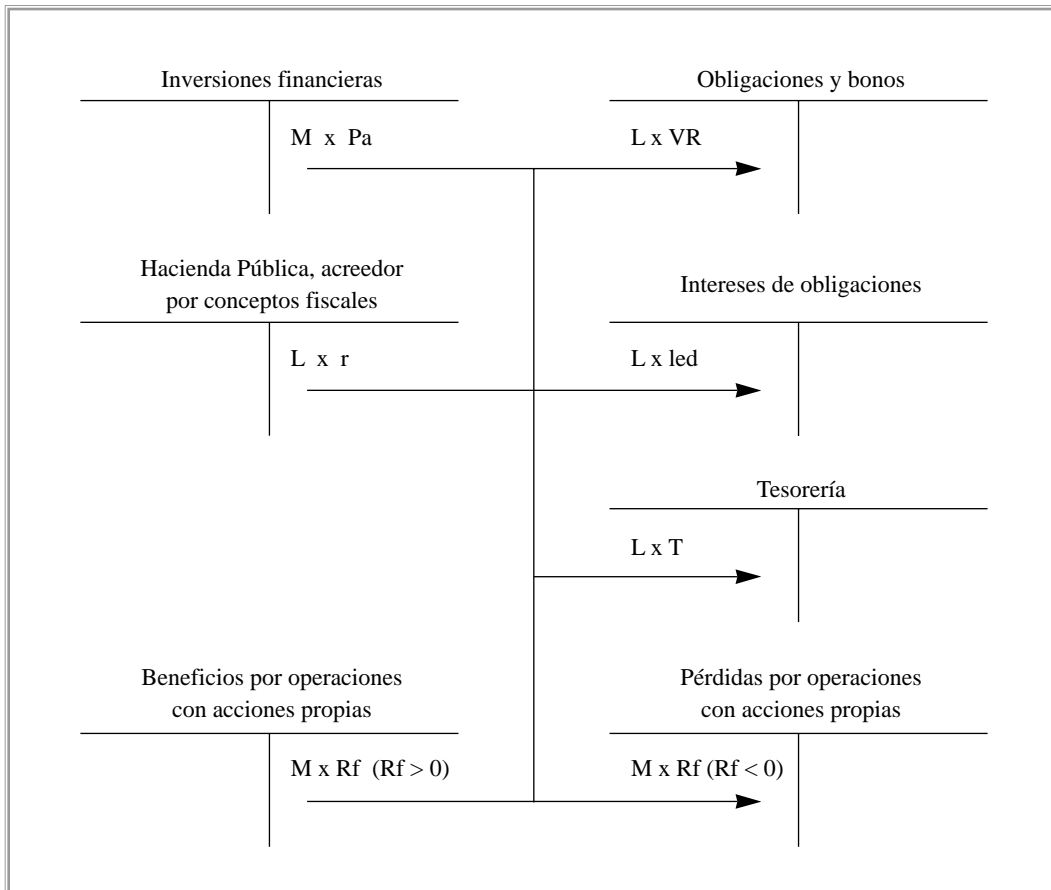 Inversiones financieras
Obligaciones y bonos
M x Pa
L x VR
Hacienda Pública, acreedor
por conceptos fiscales
Intereses de obligaciones
L x r
L x led
Tesorería
L x T
Beneficios por operaciones
con acciones propias
Pérdidas por operaciones
con acciones propias
M x Rf (Rf > 0)
M x Rf (Rf < 0)